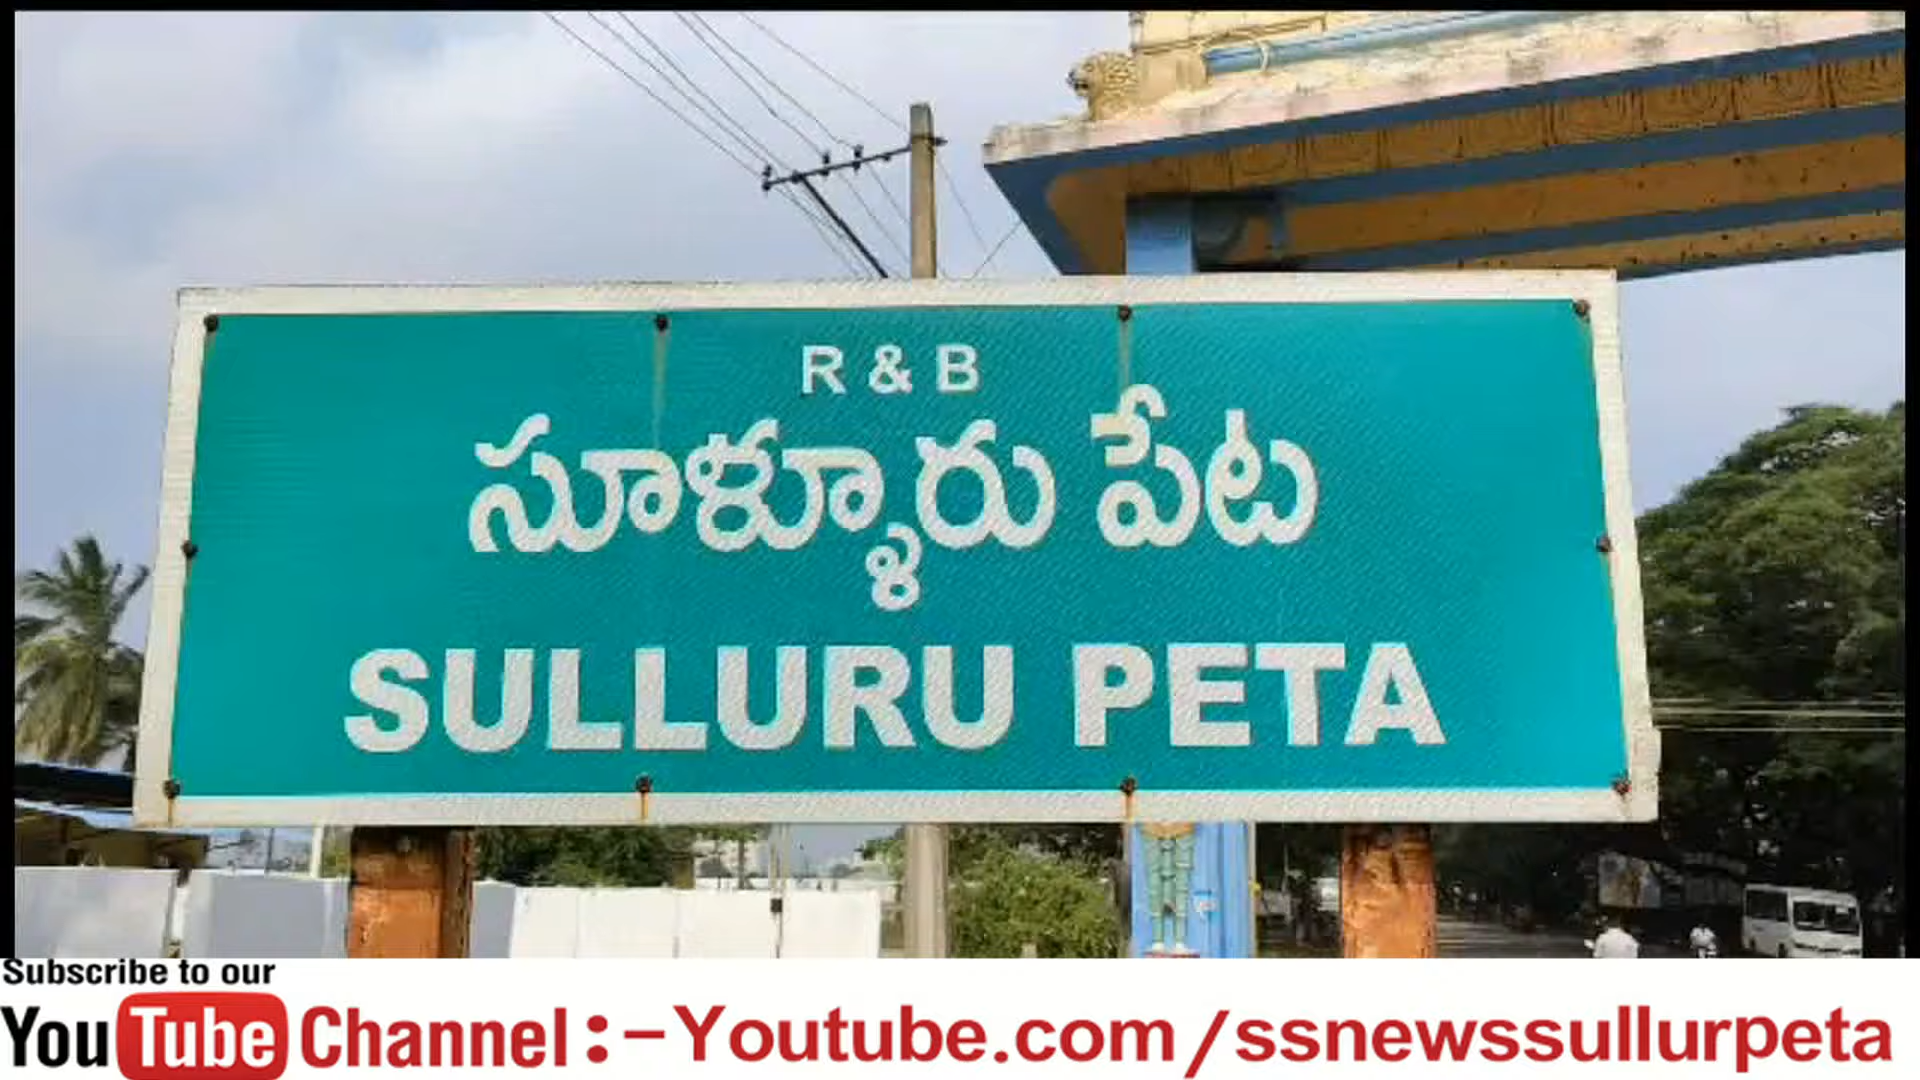 R & B
సూళ్ళూరు పేట
SULLURU PETA
Subscribe to our
YouTube Channel :-Youtube.com/ssnewssullurpeta